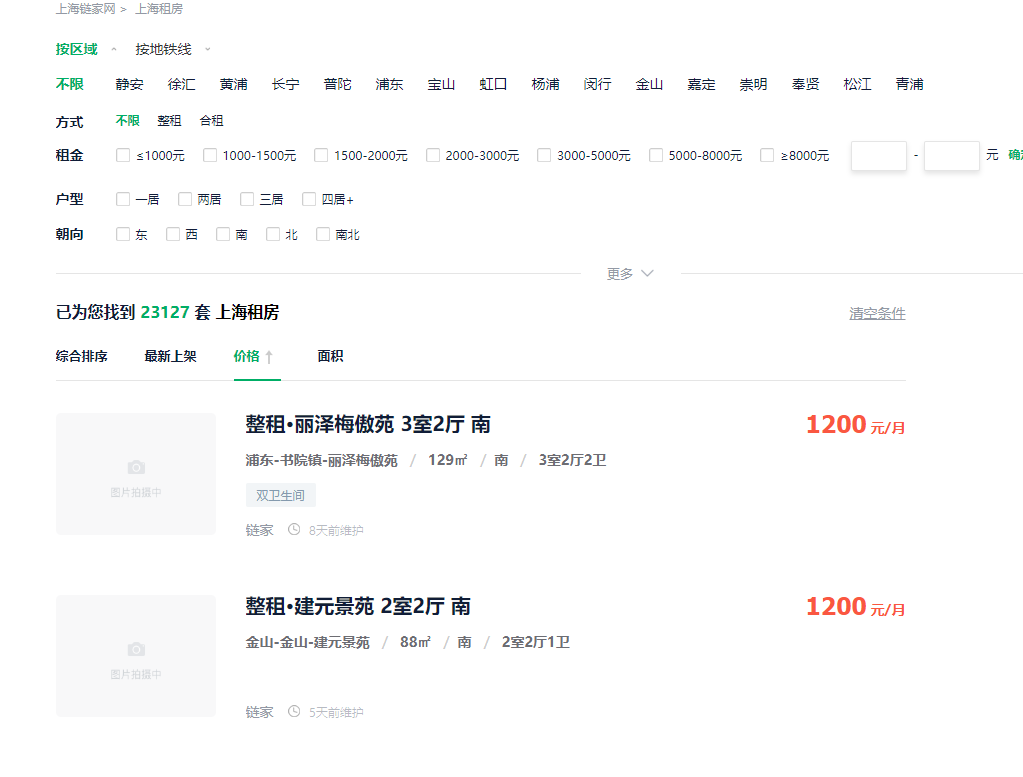 上海链家网 > 上海租房
按区域 按地铁线
不限 静安 徐汇 黄浦 长宁 普陀 浦东 宝山 虹口 杨浦 闵行 金山 嘉定 崇明 奉贤 松江 青浦
方式 不限 整租 合租
租金 ≤1000元 1000-1500元 1500-2000元 2000-3000元 3000-5000元 5000-8000元 ≥8000元 - 元 确定
户型 一居 两居 三居 四居+
朝向 东 西 南 北 南北
更多
已为您找到 23127 套 上海租房 清空条件
综合排序 最新上架 价格↑ 面积
整租•丽泽梅傲苑 3室2厅 南 1200 元/月
浦东-书院镇-丽泽梅傲苑 / 129㎡ / 南 / 3室2厅2卫
图片拍摄中
双卫生间
链家 8天前维护
整租•建元景苑 2室2厅 南 1200 元/月
金山-金山-建元景苑 / 88㎡ / 南 / 2室2厅1卫
图片拍摄中
链家 5天前维护